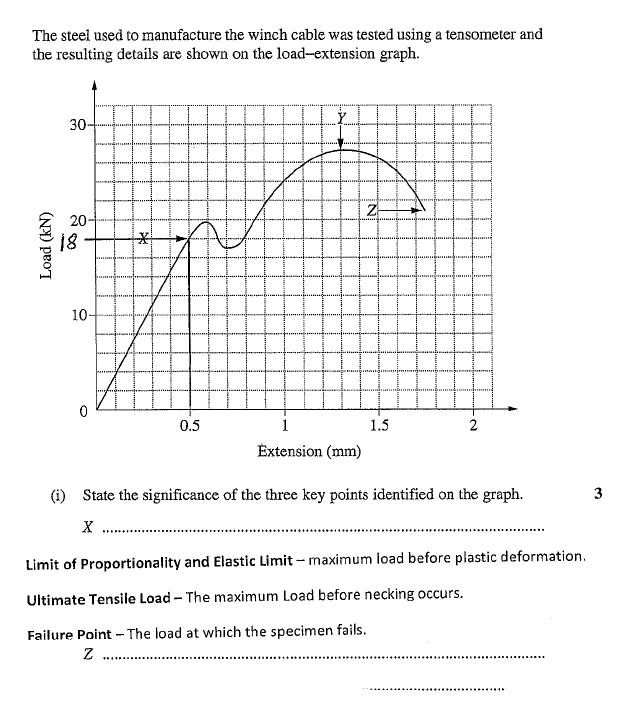 The steel used to manufacture the winch cable was tested using a tensometer and
the resulting details are shown on the load–extension graph.
30
Y
Z
20
18
X
Load (kN)
10
0
0.5
1
1.5
2
Extension (mm)
(i) State the significance of the three key points identified on the graph. 3
X ................................................................
Limit of Proportionality and Elastic Limit – maximum load before plastic deformation.
Ultimate Tensile Load – The maximum Load before necking occurs.
Failure Point – The load at which the specimen fails.
Z ................................................................